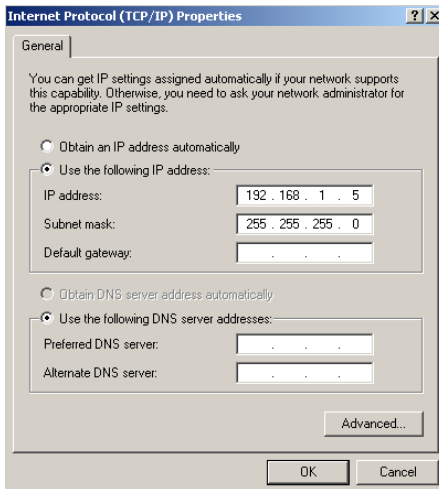 Internet Protocol (TCP/IP) Properties
General
You can get IP settings assigned automatically if your network supports
this capability. Otherwise, you need to ask your network administrator for
the appropriate IP settings.
Obtain an IP address automatically
Use the following IP address:
IP address: 192 . 168 . 1 . 5
Subnet mask: 255 . 255 . 255 . 0
Default gateway: . . .
Obtain DNS server address automatically
Use the following DNS server addresses:
Preferred DNS server: . . .
Alternate DNS server: . . .
Advanced...
OK Cancel